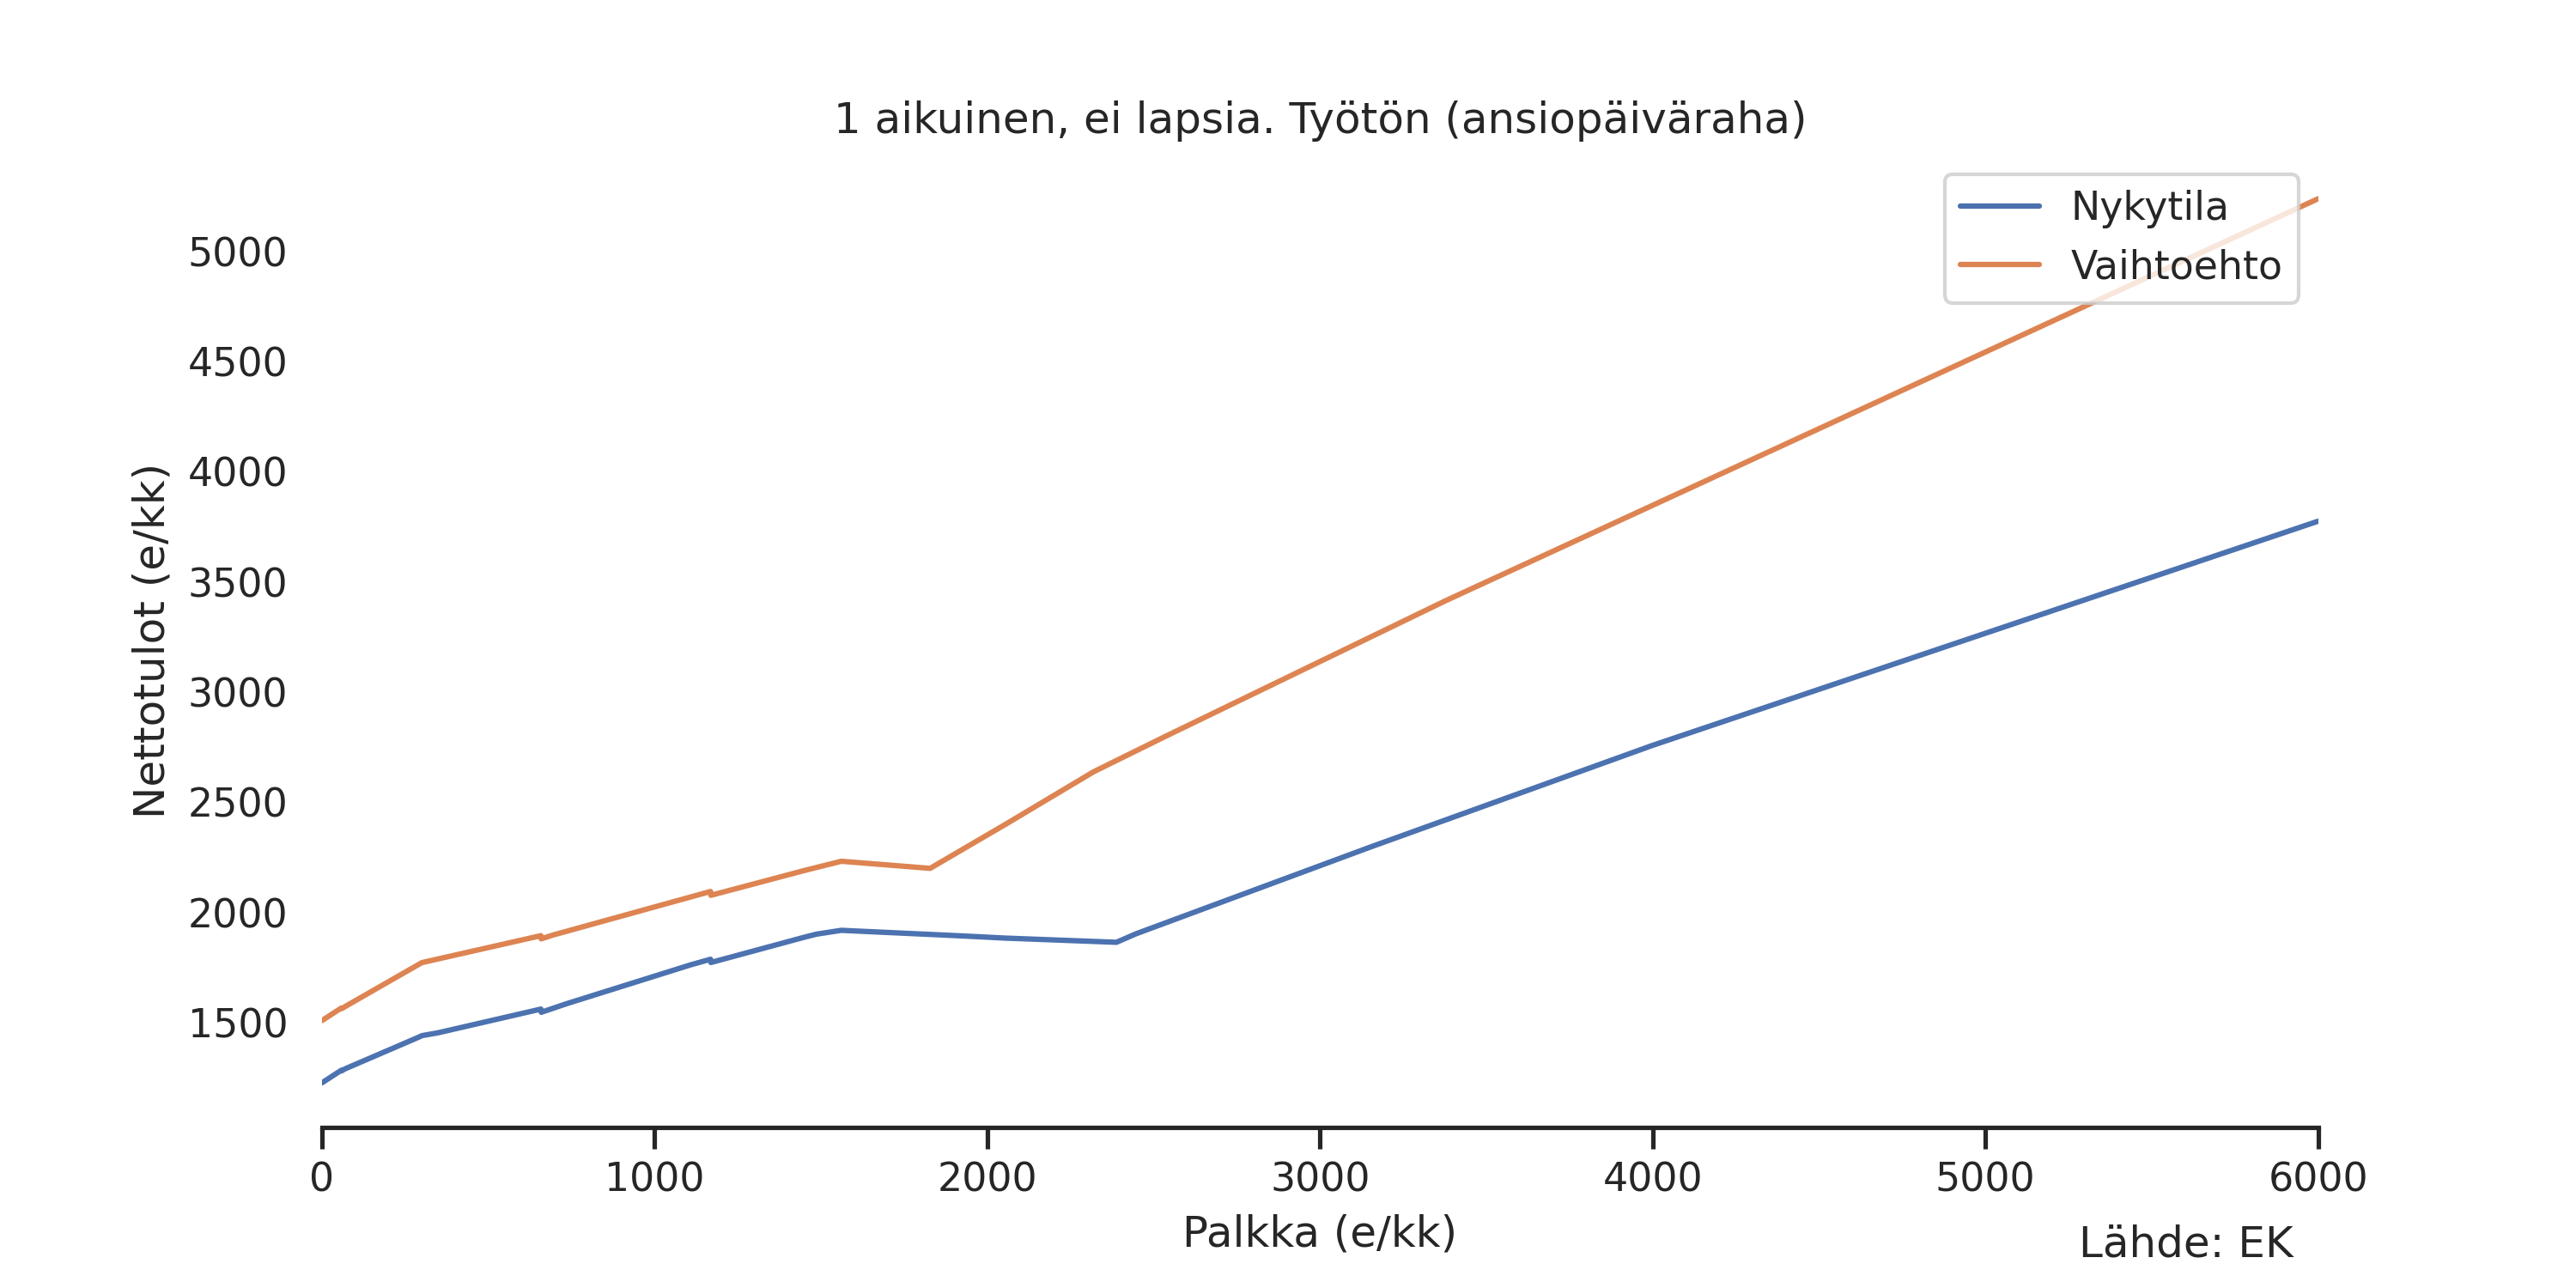 1 aikuinen, ei lapsia. Työtön (ansiopäiväraha)
Nykytila
Vaihtoehto
Nettotulot (e/kk)
5000
4500
4000
3500
3000
2500
2000
1500
0 1000 2000 3000 4000 5000 6000
Palkka (e/kk)
Lähde: EK